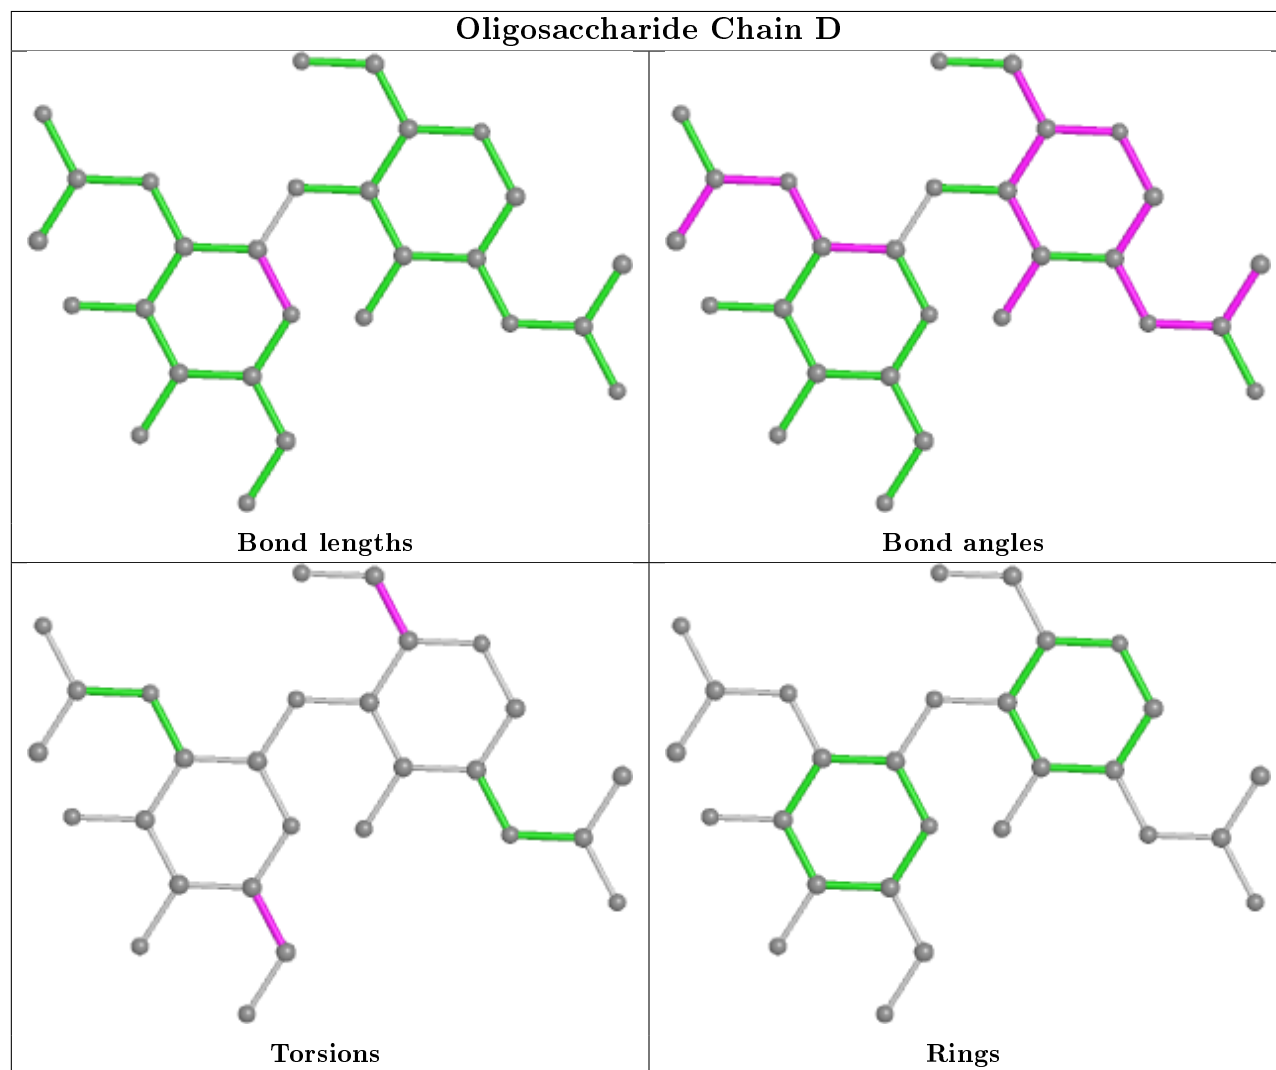 Oligosaccharide Chain D
Bond lengths
Bond angles
Torsions
Rings